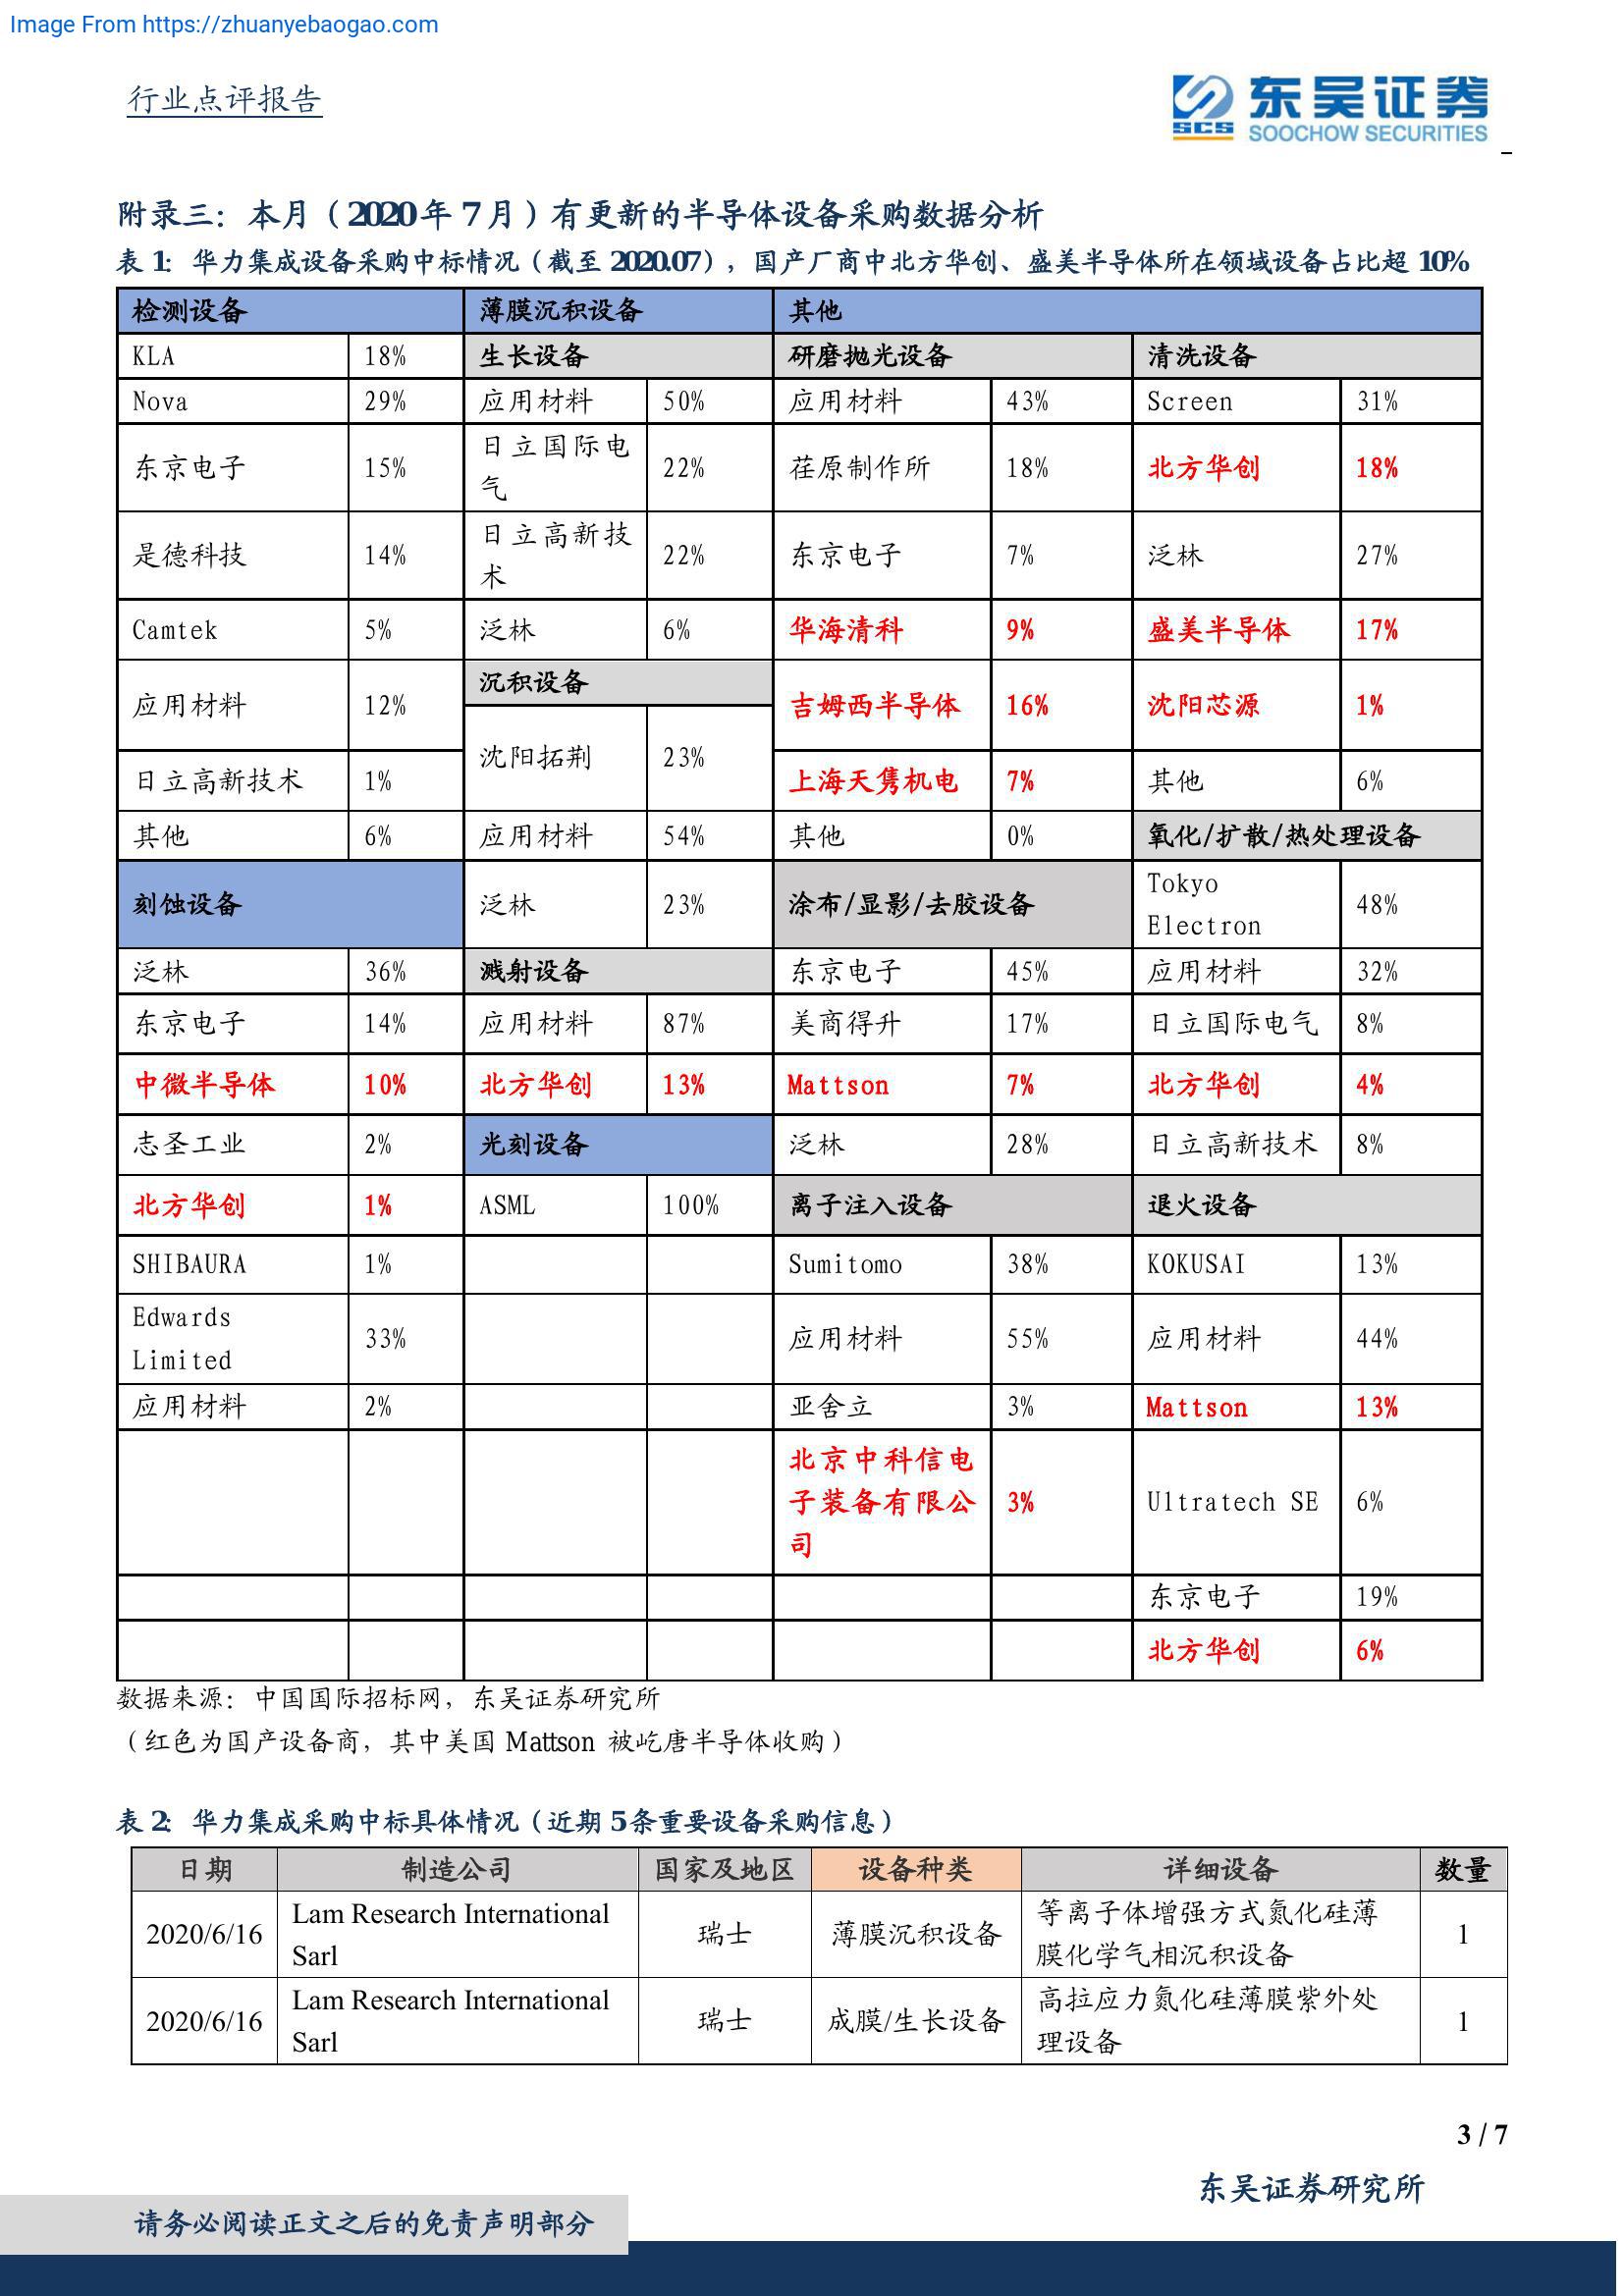 Image From https://zhuanyebaogao.com
行业点评报告
东吴证券
SCS
SOOCHOW SECURITIES
附录三：本月（2020年7月）有更新的半导体设备采购数据分析
表1：华力集成设备采购中标情况（截至2020.07），国产厂商中北方华创、盛美半导体所在领域设备占比超10%
检测设备 薄膜沉积设备 其他
KLA 18% 生长设备 研磨抛光设备 清洗设备
Nova 29% 应用材料 50% 应用材料 43% Screen 31%
东京电子 15% 日立国际电气 22% 荏原制作所 18% 北方华创 18%
是德科技 14% 日立高新技术 22% 东京电子 7% 泛林 27%
Camtek 5% 泛林 6% 华海清科 9% 盛美半导体 17%
应用材料 12% 沉积设备 吉姆西半导体 16% 沈阳芯源 1%
日立高新技术 1% 沈阳拓荆 23% 上海天隽机电 7% 其他 6%
其他 6% 应用材料 54% 其他 0% 氧化/扩散/热处理设备
刻蚀设备 泛林 23% 涂布/显影/去胶设备 Tokyo Electron 48%
泛林 36% 溅射设备 东京电子 45% 应用材料 32%
东京电子 14% 应用材料 87% 美商得升 17% 日立国际电气 8%
中微半导体 10% 北方华创 13% Mattson 7% 北方华创 4%
志圣工业 2% 光刻设备 泛林 28% 日立高新技术 8%
北方华创 1% ASML 100% 离子注入设备 退火设备
SHIBAURA 1% Sumitomo 38% KOKUSAI 13%
Edwards Limited 33% 应用材料 55% 应用材料 44%
应用材料 2% 亚舍立 3% Mattson 13%
北京中科信电子装备有限公司 3% Ultratech SE 6%
东京电子 19%
北方华创 6%
数据来源：中国国际招标网，东吴证券研究所
（红色为国产设备商，其中美国 Mattson 被屹唐半导体收购）
表2：华力集成采购中标具体情况（近期5条重要设备采购信息）
日期 制造公司 国家及地区 设备种类 详细设备 数量
2020/6/16 Lam Research International Sarl 瑞士 薄膜沉积设备 等离子体增强方式氮化硅薄膜化学气相沉积设备 1
2020/6/16 Lam Research International Sarl 瑞士 成膜/生长设备 高拉应力氮化硅薄膜紫外处理设备 1
3 / 7
东吴证券研究所
请务必阅读正文之后的免责声明部分